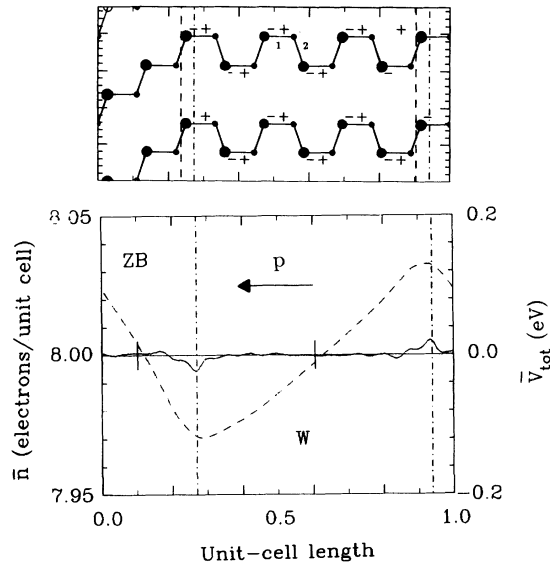 - + - + - + - + +
1 2
- + - + - + -
+ - + - + - + -
- + - + - + - +
8.05 0.2
ZB p
8.00 0.0
W
7.95 -0.2
0.0 0.5 1.0
Unit-cell length
n̄ (electrons/unit cell)
V̄tot (eV)